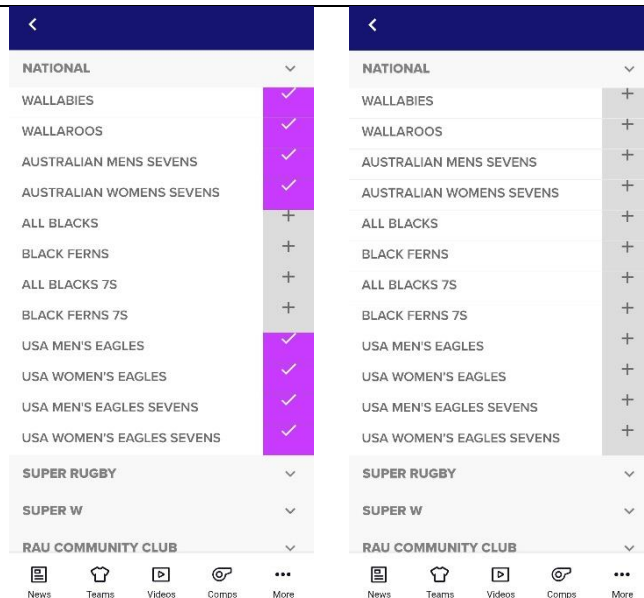 NATIONAL
WALLABIES
WALLAROOS
AUSTRALIAN MENS SEVENS
AUSTRALIAN WOMENS SEVENS
ALL BLACKS
BLACK FERNS
ALL BLACKS 7S
BLACK FERNS 7S
USA MEN'S EAGLES
USA WOMEN'S EAGLES
USA MEN'S EAGLES SEVENS
USA WOMEN'S EAGLES SEVENS
SUPER RUGBY
SUPER W
RAU COMMUNITY CLUB
News Teams Videos Comps More
NATIONAL
WALLABIES
WALLAROOS
AUSTRALIAN MENS SEVENS
AUSTRALIAN WOMENS SEVENS
ALL BLACKS
BLACK FERNS
ALL BLACKS 7S
BLACK FERNS 7S
USA MEN'S EAGLES
USA WOMEN'S EAGLES
USA MEN'S EAGLES SEVENS
USA WOMEN'S EAGLES SEVENS
SUPER RUGBY
SUPER W
RAU COMMUNITY CLUB
News Teams Videos Comps More